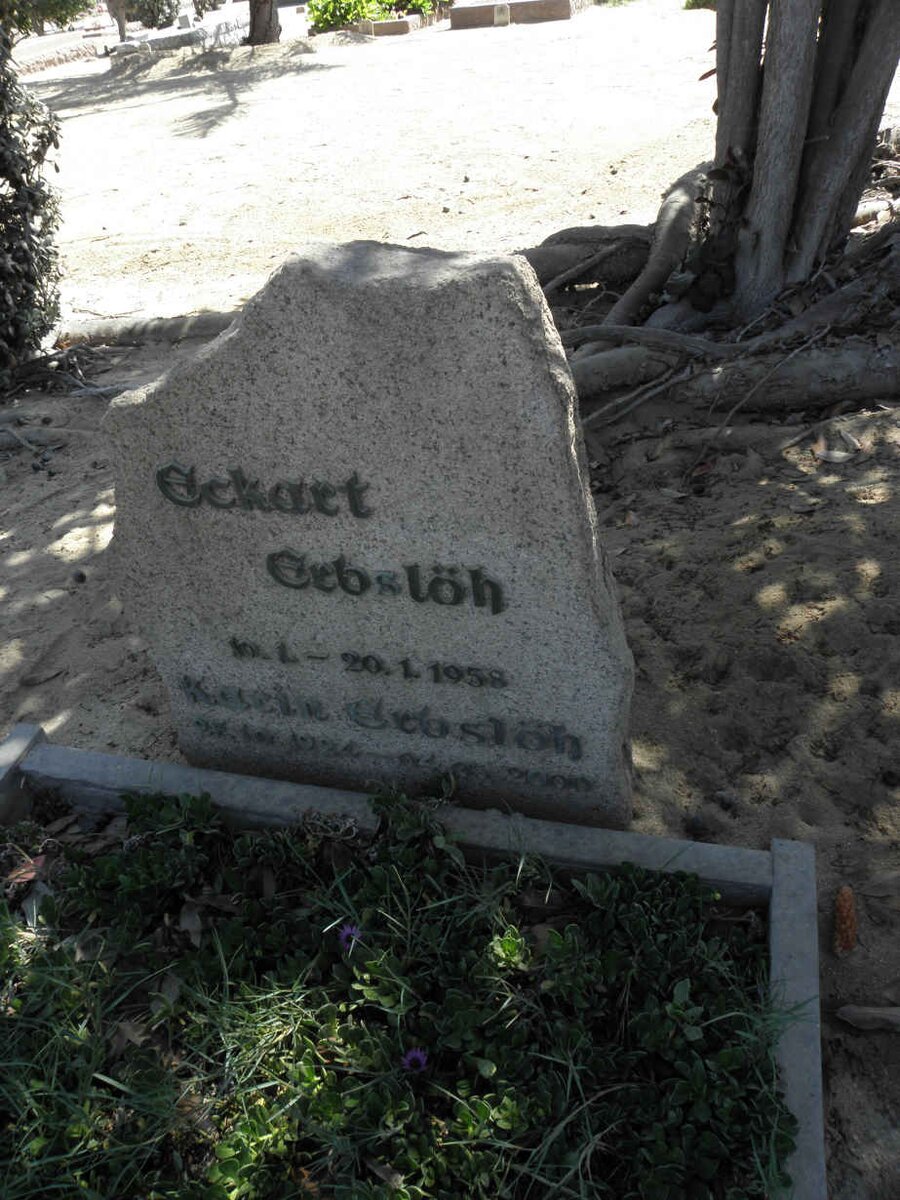 Eckart
Erbslöh
10. 1. – 20. 1. 1958
Karin Erbslöh